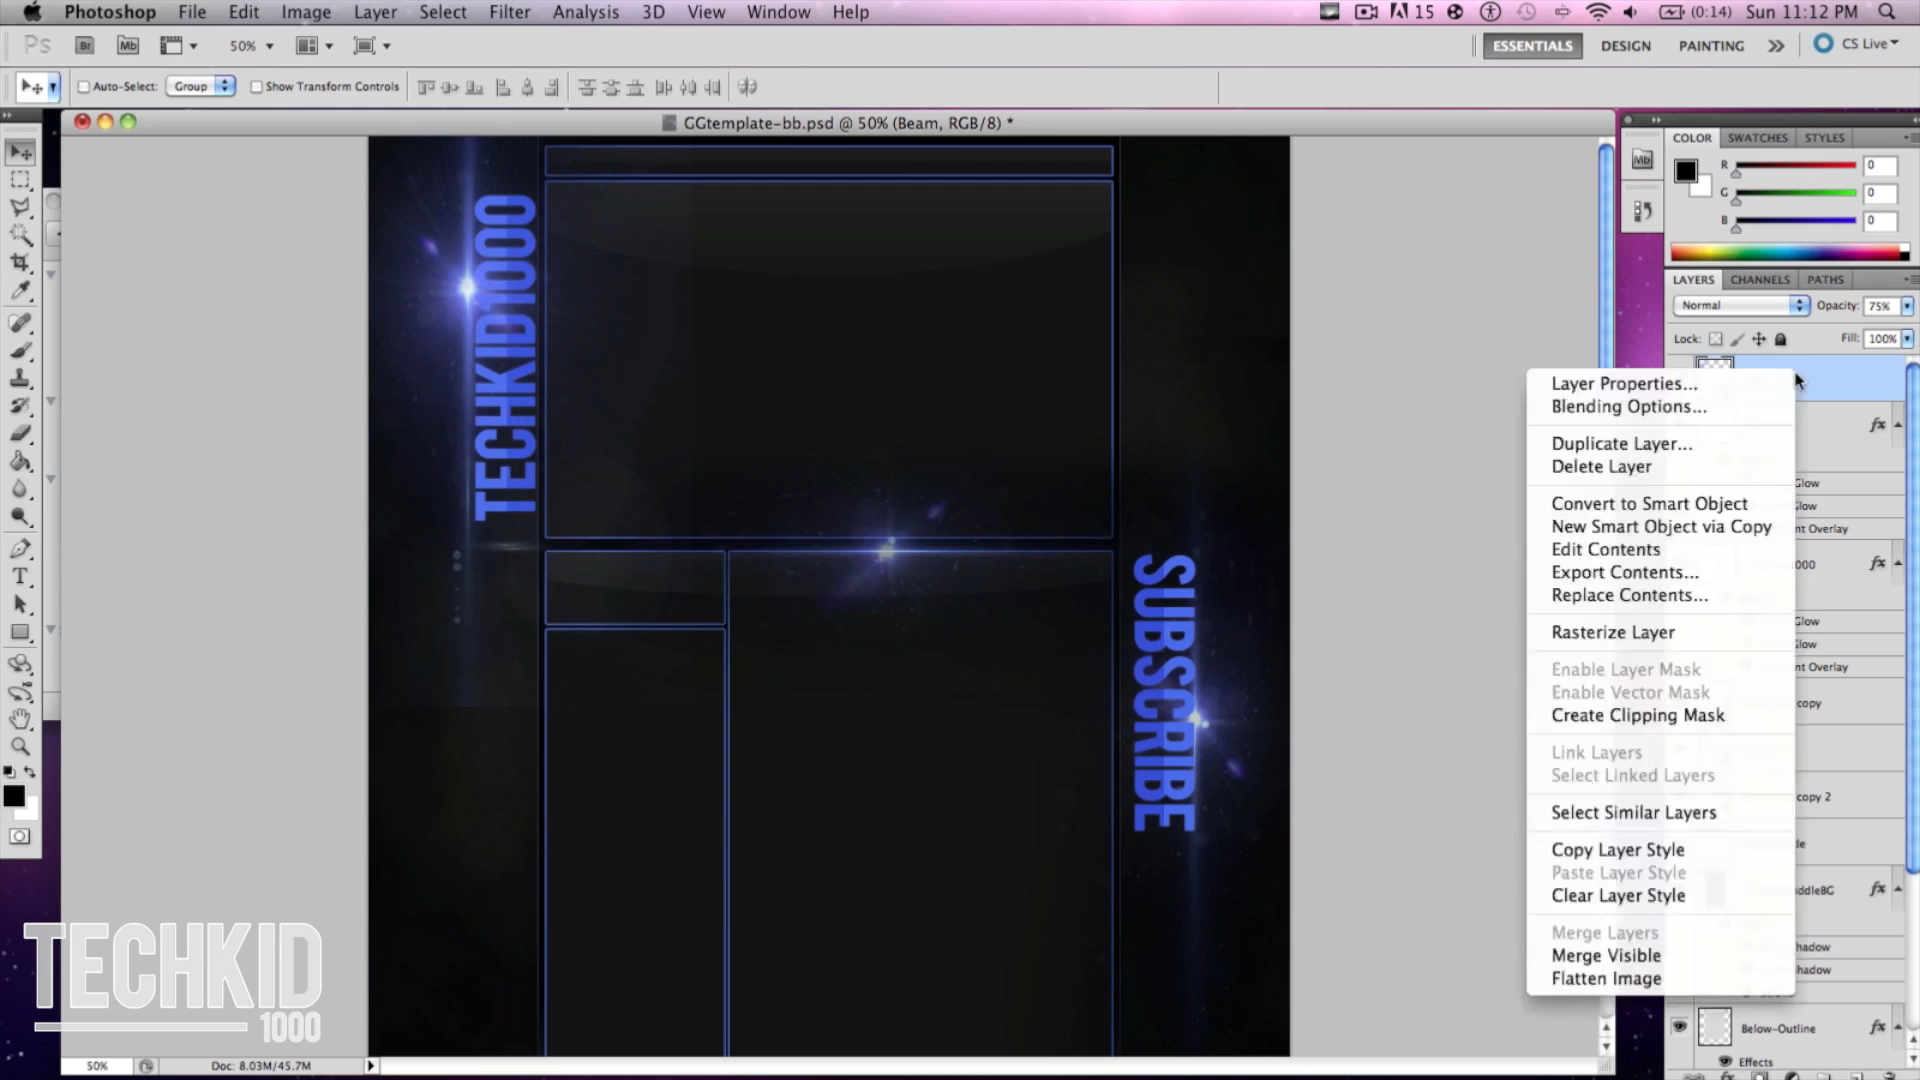 Photoshop File Edit Image Layer Select Filter Analysis 3D View Window Help 15 (0:14) Sun 11:12 PM
Ps Br Mb 50% ESSENTIALS DESIGN PAINTING CS Live
Auto-Select: Group Show Transform Controls
GGtemplate-bb.psd @ 50% (Beam, RGB/8) *
TECHKID1000
SUBSCRIBE
Mb
COLOR SWATCHES STYLES
R 0
G 0
B 0
LAYERS CHANNELS PATHS
Normal Opacity: 75%
Lock: Fill: 100%
Layer Properties...
Blending Options...
Duplicate Layer...
Delete Layer
Convert to Smart Object
New Smart Object via Copy
Edit Contents
Export Contents...
Replace Contents...
Rasterize Layer
Enable Layer Mask
Enable Vector Mask
Create Clipping Mask
Link Layers
Select Linked Layers
Select Similar Layers
Copy Layer Style
Paste Layer Style
Clear Layer Style
Merge Layers
Merge Visible
Flatten Image
fx
Glow
Glow
nt Overlay
000 fx
Glow
Glow
nt Overlay
copy
copy 2
de
ddleBG fx
hadow
hadow
Below-Outline fx
Effects
TECHKID
1000
50% Doc: 8.03M/45.7M